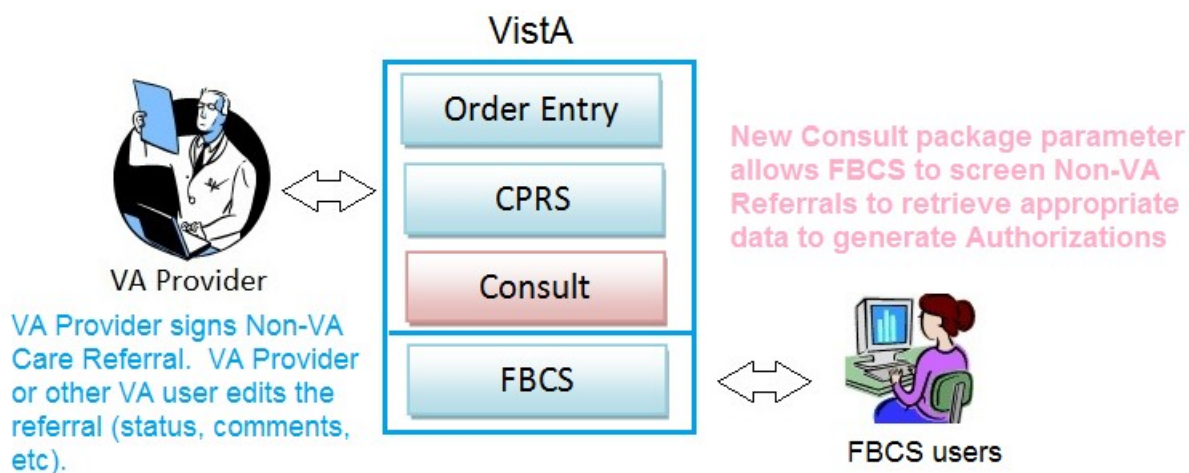 VistA
Order Entry
CPRS
Consult
FBCS
VA Provider
VA Provider signs Non-VA
Care Referral.  VA Provider
or other VA user edits the
referral (status, comments,
etc).
New Consult package parameter
allows FBCS to screen Non-VA
Referrals to retrieve appropriate
data to generate Authorizations
FBCS users